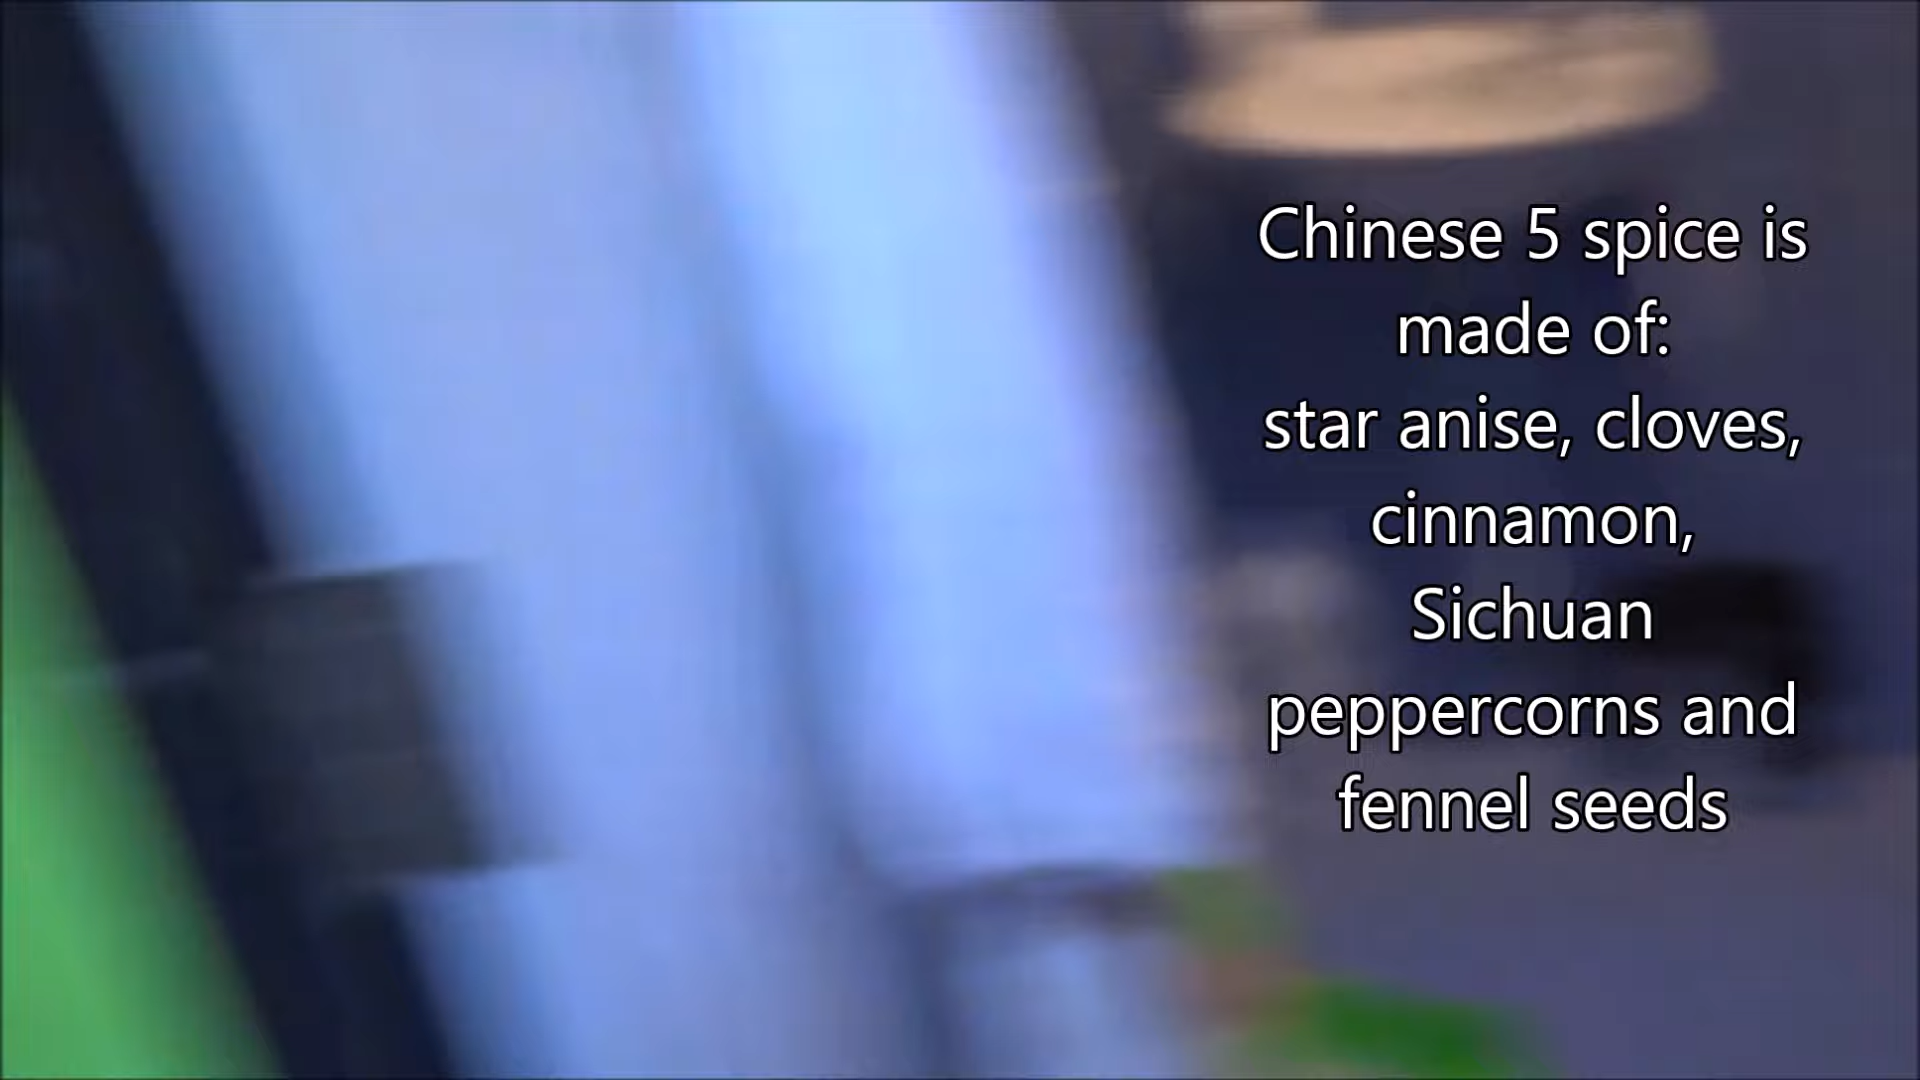 Chinese 5 spice is
made of:
star anise, cloves,
cinnamon,
Sichuan
peppercorns and
fennel seeds